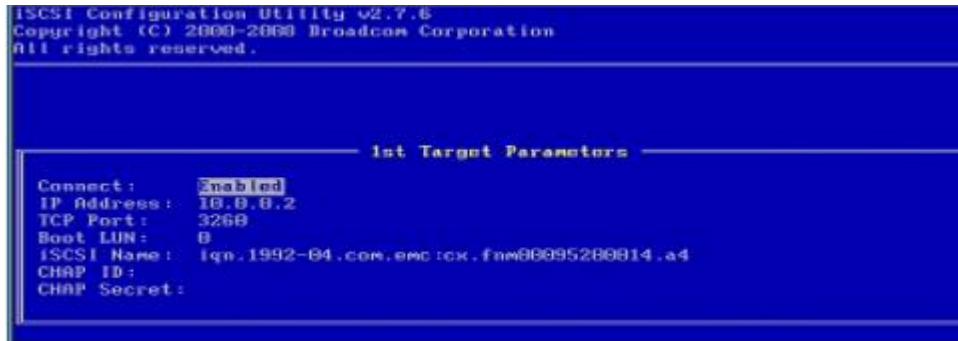 iSCSI Configuration Utility v2.7.6
Copyright (C) 2000-2008 Broadcom Corporation
All rights reserved.
1st Target Parameters
Connect: Enabled
IP Address: 10.0.0.2
TCP Port: 3260
Boot LUN: 0
iSCSI Name: iqn.1992-04.com.emc:cx.fnm00095200014.a4
CHAP ID:
CHAP Secret: